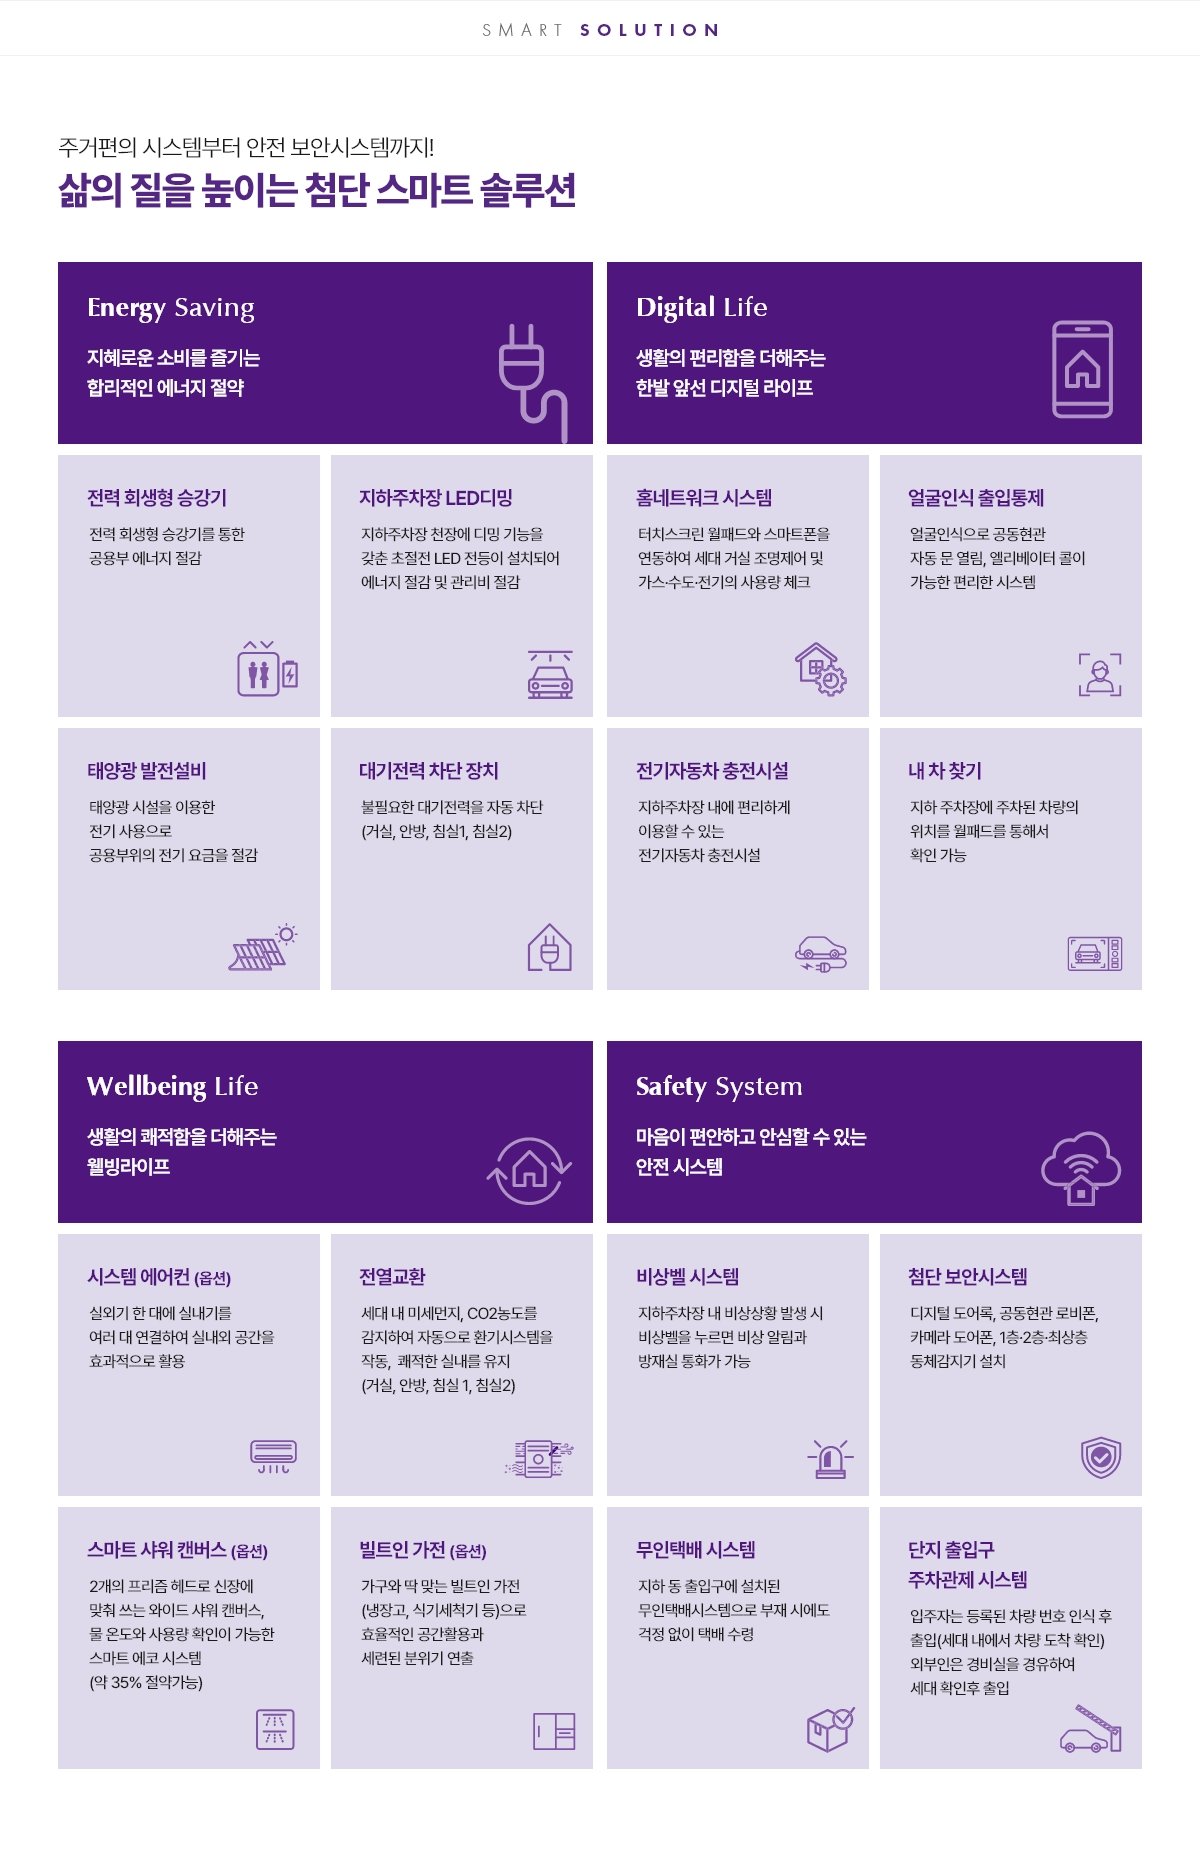 SMART SOLUTION
주거편의 시스템부터 안전 보안시스템까지!
삶의 질을 높이는 첨단 스마트 솔루션
Energy Saving
지혜로운 소비를 즐기는
합리적인 에너지 절약
Digital Life
생활의 편리함을 더해주는
한발 앞선 디지털 라이프
전력 회생형 승강기
전력 회생형 승강기를 통한
공용부 에너지 절감
지하주차장 LED디밍
지하주차장 천장에 디밍 기능을
갖춘 초절전 LED 전등이 설치되어
에너지 절감 및 관리비 절감
홈네트워크 시스템
터치스크린 월패드와 스마트폰을
연동하여 세대 거실 조명제어 및
가스·수도·전기의 사용량 체크
얼굴인식 출입통제
얼굴인식으로 공동현관
자동 문 열림, 엘리베이터 콜이
가능한 편리한 시스템
태양광 발전설비
태양광 시설을 이용한
전기 사용으로
공용부위의 전기 요금을 절감
대기전력 차단 장치
불필요한 대기전력을 자동 차단
(거실, 안방, 침실1, 침실2)
전기자동차 충전시설
지하주차장 내에 편리하게
이용할 수 있는
전기자동차 충전시설
내 차 찾기
지하 주차장에 주차된 차량의
위치를 월패드를 통해서
확인 가능
Wellbeing Life
생활의 쾌적함을 더해주는
웰빙라이프
Safety System
마음이 편안하고 안심할 수 있는
안전 시스템
시스템 에어컨 (옵션)
실외기 한 대에 실내기를
여러 대 연결하여 실내외 공간을
효과적으로 활용
전열교환
세대 내 미세먼지, CO2농도를
감지하여 자동으로 환기시스템을
작동, 쾌적한 실내를 유지
(거실, 안방, 침실 1, 침실2)
비상벨 시스템
지하주차장 내 비상상황 발생 시
비상벨을 누르면 비상 알림과
방재실 통화가 가능
첨단 보안시스템
디지털 도어록, 공동현관 로비폰,
카메라 도어폰, 1층·2층·최상층
동체감지기 설치
스마트 샤워 캔버스 (옵션)
2개의 프리즘 헤드로 신장에
맞춰 쓰는 와이드 샤워 캔버스,
물 온도와 사용량 확인이 가능한
스마트 에코 시스템
(약 35% 절약가능)
빌트인 가전 (옵션)
가구와 딱 맞는 빌트인 가전
(냉장고, 식기세척기 등)으로
효율적인 공간활용과
세련된 분위기 연출
무인택배 시스템
지하 동 출입구에 설치된
무인택배시스템으로 부재 시에도
걱정 없이 택배 수령
단지 출입구
주차관제 시스템
입주자는 등록된 차량 번호 인식 후
출입(세대 내에서 차량 도착 확인)
외부인은 경비실을 경유하여
세대 확인후 출입